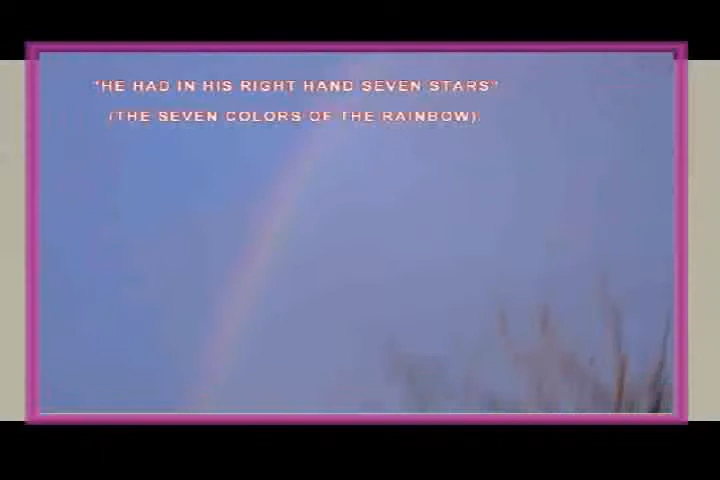 "HE HAD IN HIS RIGHT HAND SEVEN STARS"
(THE SEVEN COLORS OF THE RAINBOW).